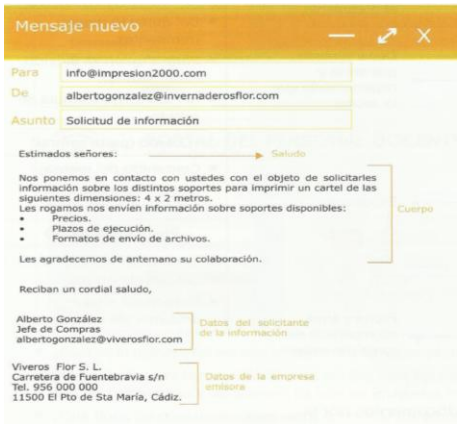 Mensaje nuevo
Para info@impresion2000.com
De albertogonzalez@invernaderosflor.com
Asunto Solicitud de información
Estimados señores: Saludo
Nos ponemos en contacto con ustedes con el objeto de solicitarles
información sobre los distintos soportes para imprimir un cartel de las
siguientes dimensiones: 4 x 2 metros.
Les rogamos nos envíen información sobre soportes disponibles:
• Precios.
• Plazos de ejecución.
• Formatos de envío de archivos.
Cuerpo
Les agradecemos de antemano su colaboración.
Reciban un cordial saludo,
Alberto González
Jefe de Compras
albertogonzalez@viverosflor.com
Datos del solicitante
de la información
Viveros Flor S. L.
Carretera de Fuentebravia s/n
Tel. 956 000 000
11500 El Pto de Sta María, Cádiz.
Datos de la empresa
emisora